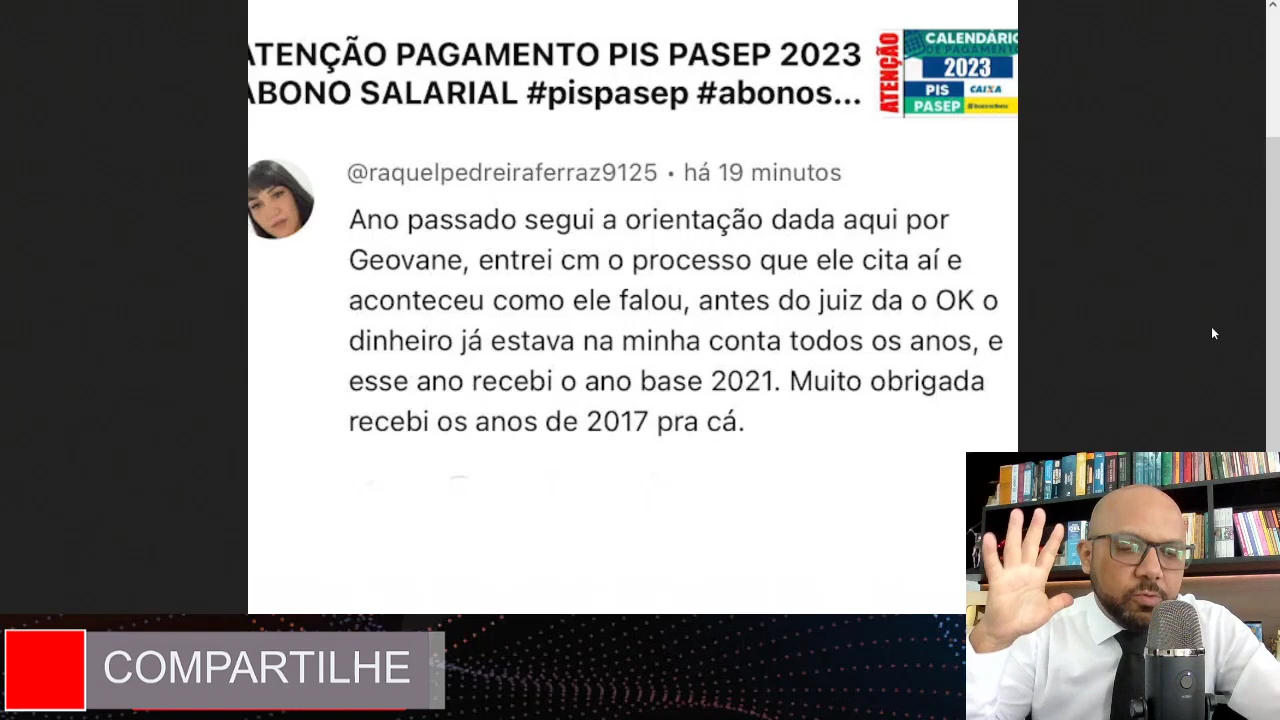 ATENÇÃO PAGAMENTO PIS PASEP 2023
ABONO SALARIAL #pispasep #abonos...
ATENÇÃO
CALENDÁRIO
DE PAGAMENTO
2023
PIS
CAIXA
PASEP
@raquelpedreiraferraz9125 • há 19 minutos
Ano passado segui a orientação dada aqui por
Geovane, entrei cm o processo que ele cita aí e
aconteceu como ele falou, antes do juiz da o OK o
dinheiro já estava na minha conta todos os anos, e
esse ano recebi o ano base 2021. Muito obrigada
recebi os anos de 2017 pra cá.
COMPARTILHE